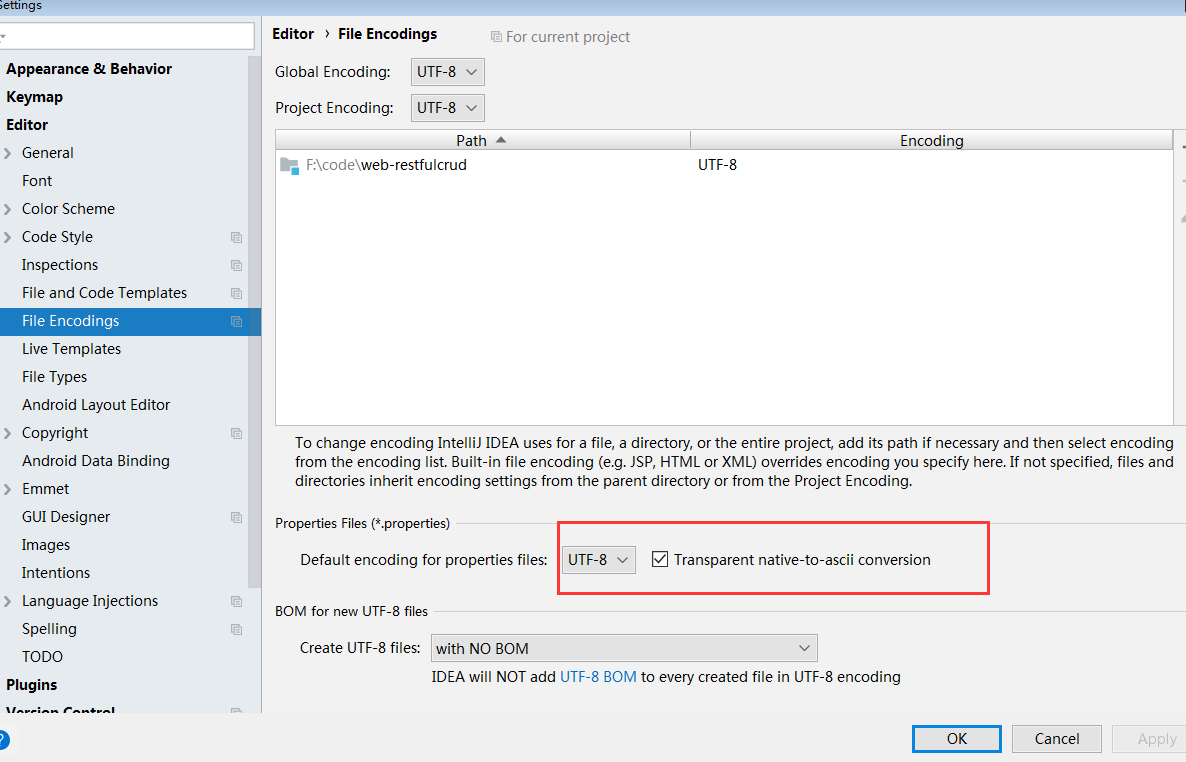 Settings
Editor › File Encodings
For current project
Appearance & Behavior
Keymap
Editor
General
Font
Color Scheme
Code Style
Inspections
File and Code Templates
File Encodings
Live Templates
File Types
Android Layout Editor
Copyright
Android Data Binding
Emmet
GUI Designer
Images
Intentions
Language Injections
Spelling
TODO
Plugins
Version Control
Global Encoding: UTF-8
Project Encoding: UTF-8
Path Encoding
F:\code\web-restfulcrud UTF-8
To change encoding IntelliJ IDEA uses for a file, a directory, or the entire project, add its path if necessary and then select encoding
from the encoding list. Built-in file encoding (e.g. JSP, HTML or XML) overrides encoding you specify here. If not specified, files and
directories inherit encoding settings from the parent directory or from the Project Encoding.
Properties Files (*.properties)
Default encoding for properties files: UTF-8 Transparent native-to-ascii conversion
BOM for new UTF-8 files
Create UTF-8 files: with NO BOM
IDEA will NOT add UTF-8 BOM to every created file in UTF-8 encoding
?
OK Cancel Apply